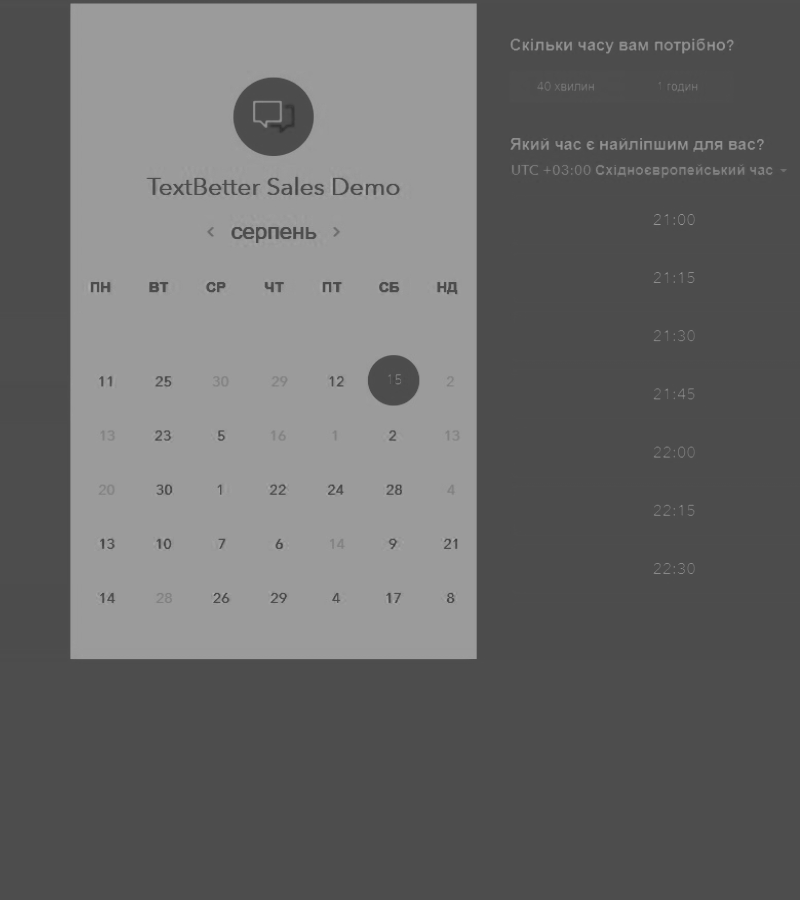 TextBetter Sales Demo
серпень
ПН ВТ СР ЧТ ПТ СБ НД
11 25 30 29 12 15 2
13 23 5 16 1 2 13
20 30 1 22 24 28 4
13 10 7 6 14 9 21
14 28 26 29 4 17 8
Скільки часу вам потрібно?
40 хвилин 1 годин
Який час є найліпшим для вас?
UTC +03:00 Східноєвропейський час
21:00
21:15
21:30
21:45
22:00
22:15
22:30